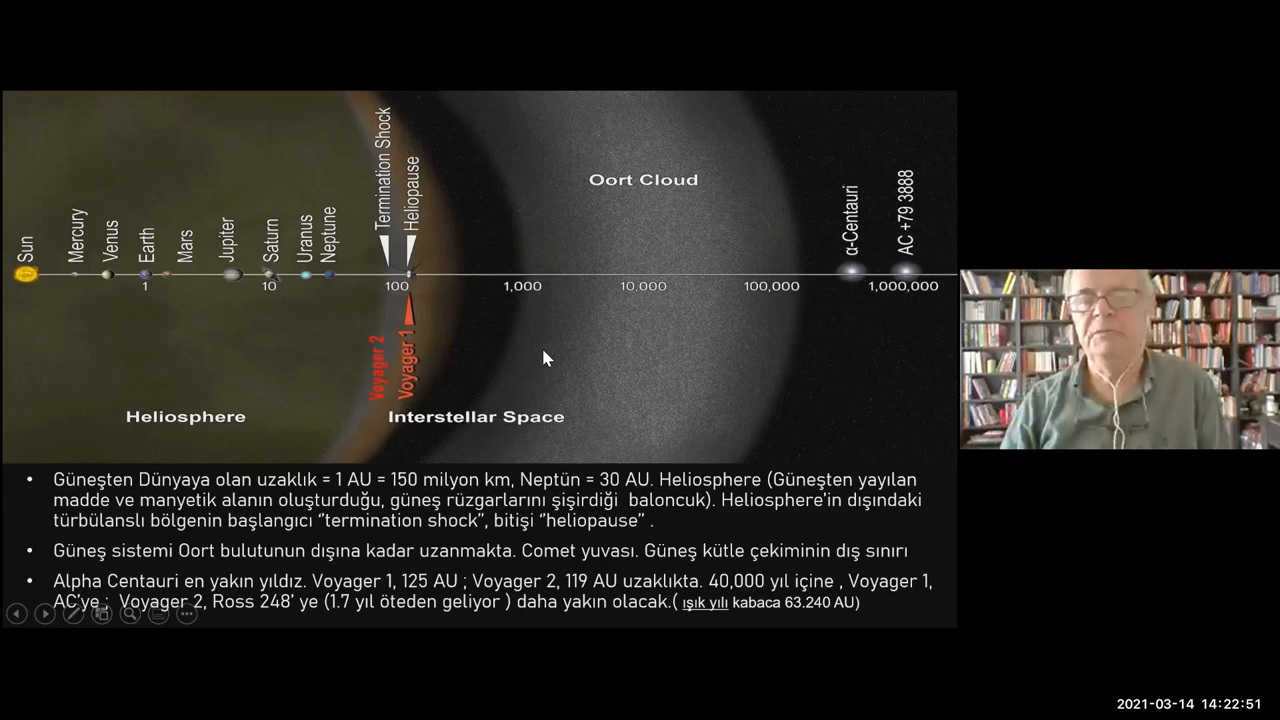 Sun
Mercury
Venus
Earth
Mars
Jupiter
Saturn
Uranus
Neptune
Termination Shock
Heliopause
Oort Cloud
α-Centauri
AC +79 3888
1
10
100
1,000
10,000
100,000
1,000,000
Voyager 2
Voyager 1
Heliosphere
Interstellar Space
• Güneşten Dünyaya olan uzaklık = 1 AU = 150 milyon km, Neptün = 30 AU. Heliosphere (Güneşten yayılan
madde ve manyetik alanın oluşturduğu, güneş rüzgarlarını şişirdiği baloncuk). Heliosphere’in dışındaki
türbülanslı bölgenin başlangıcı “termination shock”, bitişi “heliopause” .
• Güneş sistemi Oort bulutunun dışına kadar uzanmakta. Comet yuvası. Güneş kütle çekiminin dış sınırı
• Alpha Centauri en yakın yıldız. Voyager 1, 125 AU ; Voyager 2, 119 AU uzaklıkta. 40,000 yıl içine , Voyager 1,
AC’ye ; Voyager 2, Ross 248’ ye (1.7 yıl öteden geliyor ) daha yakın olacak.( ışık yılı kabaca 63.240 AU)
2021-03-14 14:22:51